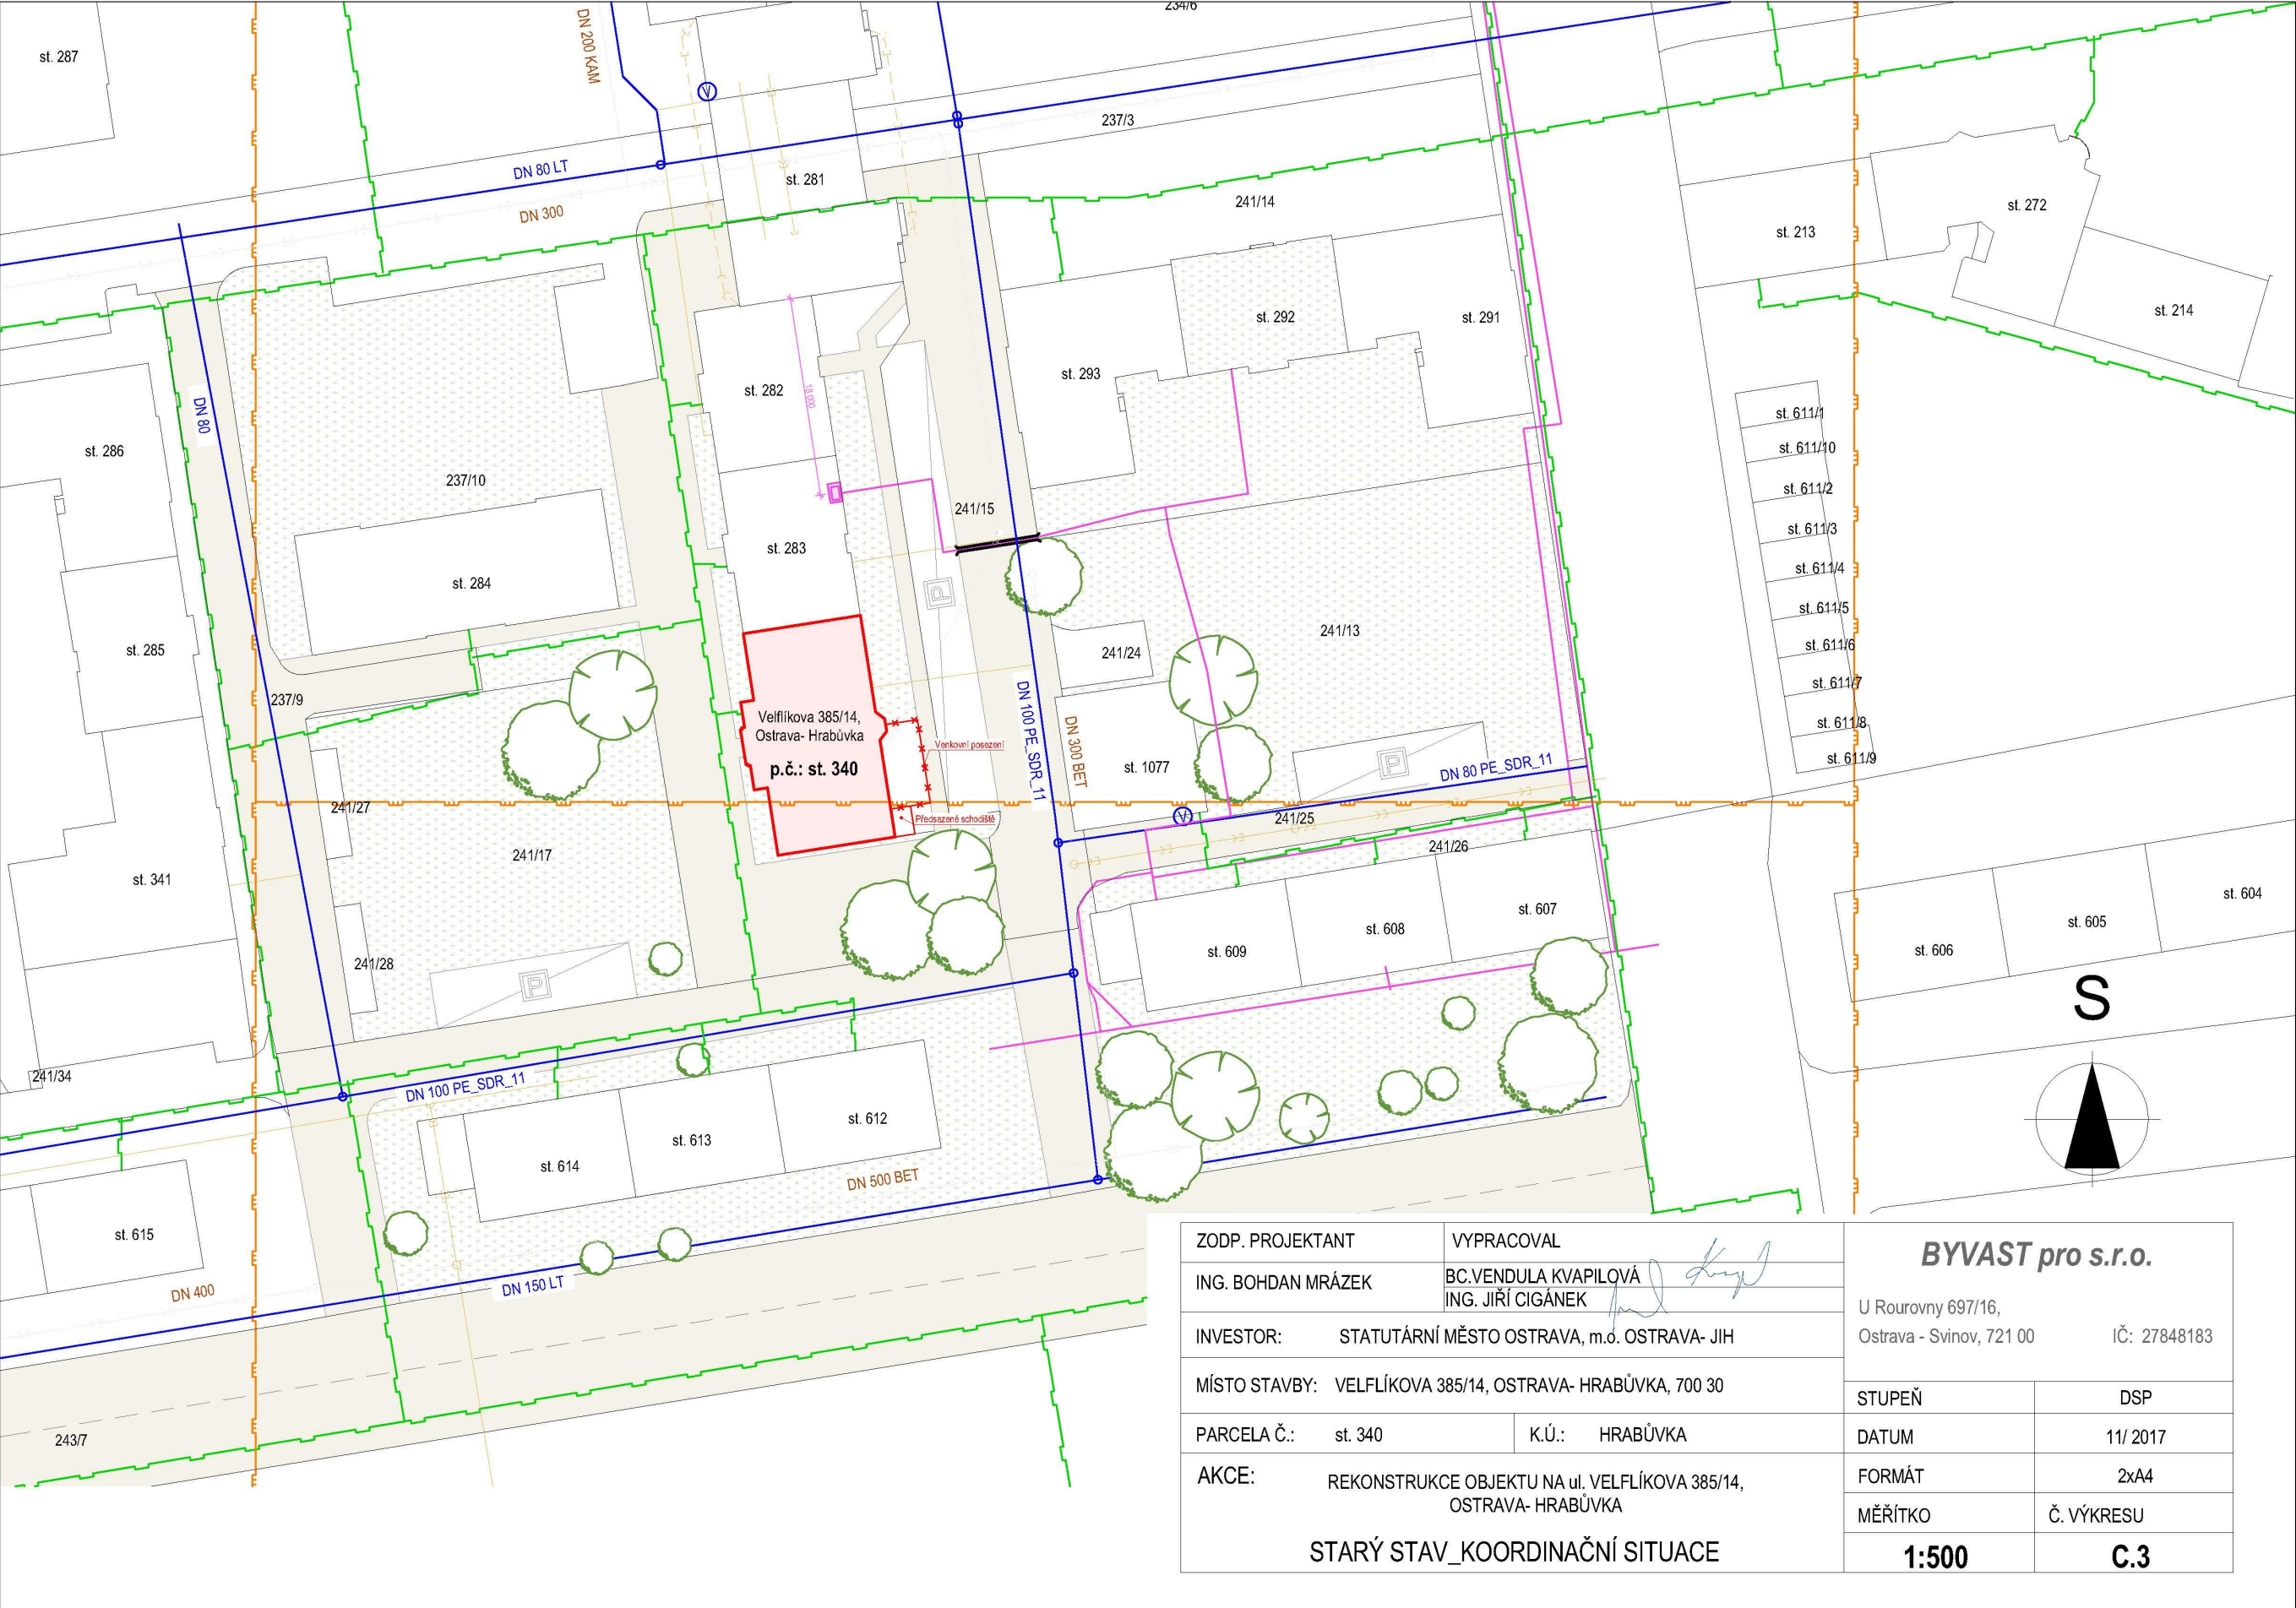 234/6
st. 287
DN 200 KAM
V
237/3
DN 80 LT
st. 281
DN 300
241/14
st. 272
st. 213
st. 214
st. 292
st. 291
st. 293
st. 282
18,000
DN 80
st. 286
st. 611/1
st. 611/10
st. 611/2
st. 611/3
st. 611/4
st. 611/5
st. 611/6
st. 611/7
st. 611/8
st. 611/9
237/10
241/15
st. 283
st. 284
P
241/13
241/24
st. 285
237/9
Velflíkova 385/14,
Ostrava- Hrabůvka
p.č.: st. 340
Venkovní posezení
Předsazené schodiště
DN 100 PE_SDR_11
DN 300 BET
st. 1077
P
DN 80 PE_SDR_11
V
241/25
241/26
241/27
241/17
st. 341
241/28
P
st. 609
st. 608
st. 607
st. 606
st. 605
st. 604
S
241/34
DN 100 PE_SDR_11
st. 614
st. 613
st. 612
DN 500 BET
st. 615
DN 400
DN 150 LT
243/7
ZODP. PROJEKTANT
VYPRACOVAL
ING. BOHDAN MRÁZEK
BC.VENDULA KVAPILOVÁ
ING. JIŘÍ CIGÁNEK
INVESTOR: STATUTÁRNÍ MĚSTO OSTRAVA, m.o. OSTRAVA- JIH
MÍSTO STAVBY: VELFLÍKOVA 385/14, OSTRAVA- HRABŮVKA, 700 30
PARCELA Č.: st. 340 K.Ú.: HRABŮVKA
AKCE: REKONSTRUKCE OBJEKTU NA ul. VELFLÍKOVA 385/14,
OSTRAVA- HRABŮVKA
STARÝ STAV_KOORDINAČNÍ SITUACE
BYVAST pro s.r.o.
U Rourovny 697/16,
Ostrava - Svinov, 721 00 IČ: 27848183
STUPEŇ DSP
DATUM 11/ 2017
FORMÁT 2xA4
MĚŘÍTKO Č. VÝKRESU
1:500 C.3